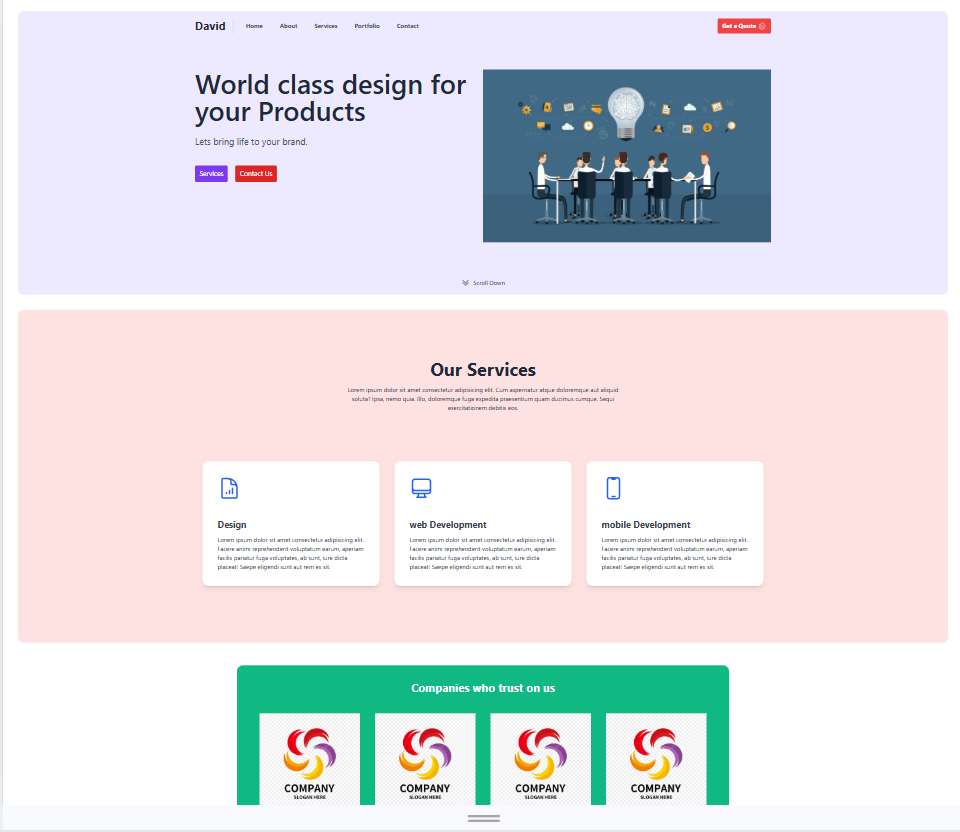 David
Home
About
Services
Portfolio
Contact
Get a Quote
World class design for
your Products
Lets bring life to your brand.
Services
Contact Us
Scroll Down
Our Services
Lorem ipsum dolor sit amet consectetur adipisicing elit. Cum aspernatur atque doloremque aut aliquid
soluta? Ipsa, nemo quia. Illo, doloremque fuga expedita praesentium quam ducimus cumque. Sequi
exercitationem debitis eos.
Design
Lorem ipsum dolor sit amet consectetur adipisicing elit.
Facere animi reprehenderit voluptatum earum, aperiam
facilis pariatur fuga voluptates, ab sunt, iure dicta
placeat! Saepe eligendi sunt aut rem ex sit.
web Development
Lorem ipsum dolor sit amet consectetur adipisicing elit.
Facere animi reprehenderit voluptatum earum, aperiam
facilis pariatur fuga voluptates, ab sunt, iure dicta
placeat! Saepe eligendi sunt aut rem ex sit.
mobile Development
Lorem ipsum dolor sit amet consectetur adipisicing elit.
Facere animi reprehenderit voluptatum earum, aperiam
facilis pariatur fuga voluptates, ab sunt, iure dicta
placeat! Saepe eligendi sunt aut rem ex sit.
Companies who trust on us
COMPANY
SLOGAN HERE
COMPANY
SLOGAN HERE
COMPANY
SLOGAN HERE
COMPANY
SLOGAN HERE